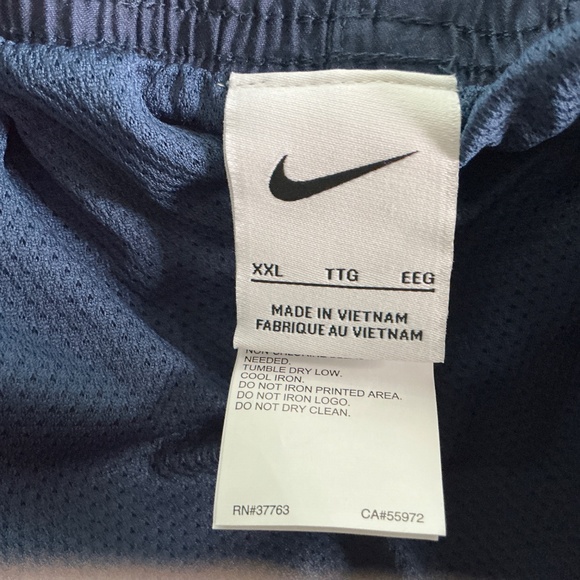 XXL TTG EEG
MADE IN VIETNAM
FABRIQUE AU VIETNAM
NEEDED.
TUMBLE DRY LOW.
COOL IRON.
DO NOT IRON PRINTED AREA.
DO NOT IRON LOGO.
DO NOT DRY CLEAN.
RN#37763 CA#55972